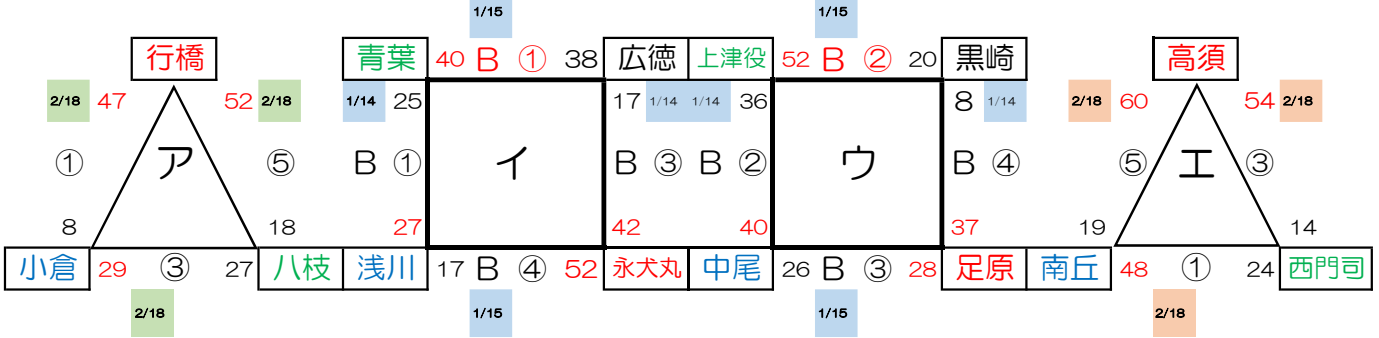 1/15 1/15
行橋 青葉 40 B ① 38 広徳 上津役 52 B ② 20 黒崎 高須
2/18 47 52 2/18 1/14 25 17 1/14 1/14 36 8 1/14 2/18 60 54 2/18
① ア ⑤ B ① イ B ③ B ② ウ B ④ ⑤ エ ③
8 18 27 42 40 37 19 14
小倉 29 ③ 27 八枝 浅川 17 B ④ 52 永犬丸 中尾 26 B ③ 28 足原 南丘 48 ① 24 西門司
2/18 1/15 1/15 2/18